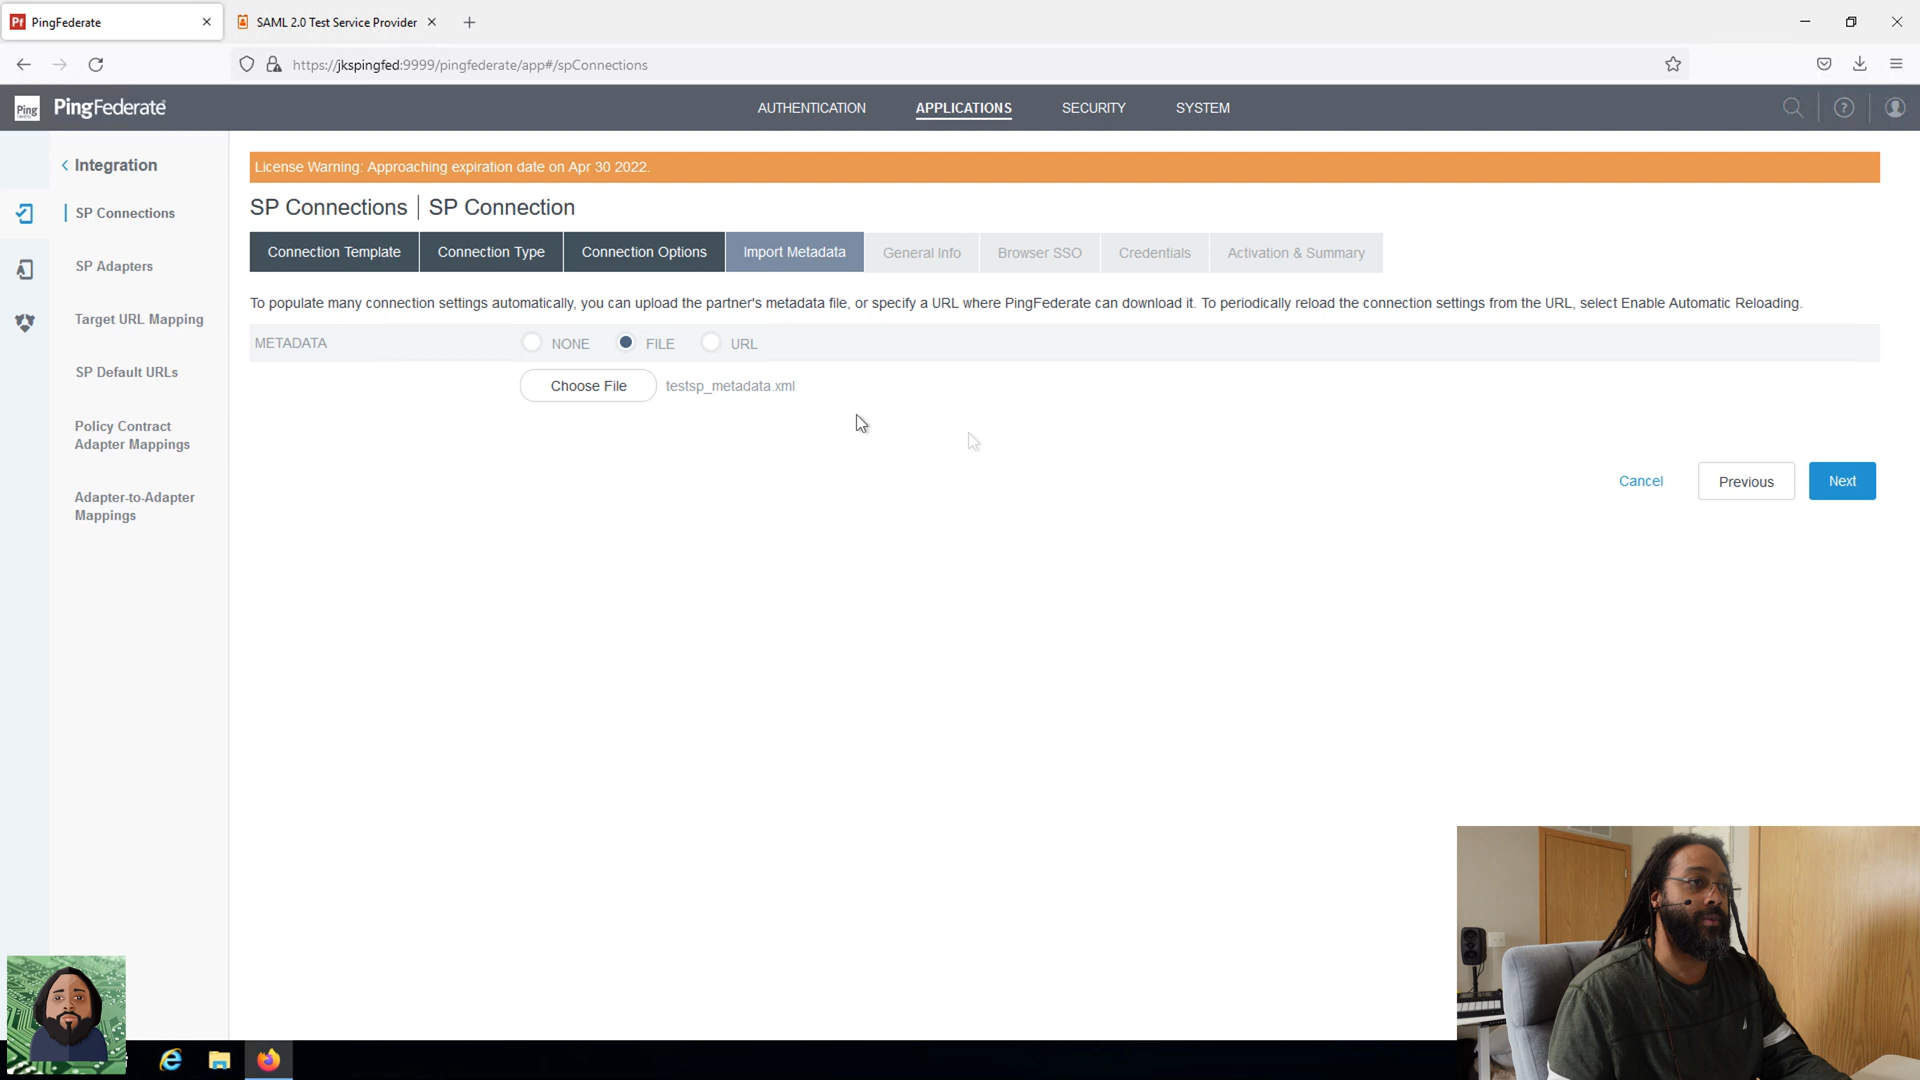 PingFederate
SAML 2.0 Test Service Provider
https://jkspingfed:9999/pingfederate/app#/spConnections
Ping
PingFederate
AUTHENTICATION
APPLICATIONS
SECURITY
SYSTEM
Integration
SP Connections
SP Adapters
Target URL Mapping
SP Default URLs
Policy Contract
Adapter Mappings
Adapter-to-Adapter
Mappings
License Warning: Approaching expiration date on Apr 30 2022.
SP Connections | SP Connection
Connection Template
Connection Type
Connection Options
Import Metadata
General Info
Browser SSO
Credentials
Activation & Summary
To populate many connection settings automatically, you can upload the partner's metadata file, or specify a URL where PingFederate can download it. To periodically reload the connection settings from the URL, select Enable Automatic Reloading.
METADATA
NONE
FILE
URL
Choose File
testsp_metadata.xml
Cancel
Previous
Next